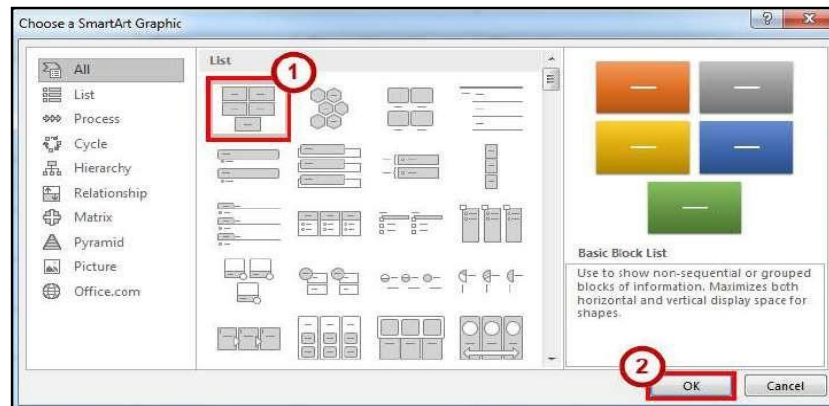 Choose a SmartArt Graphic
All
List
Process
Cycle
Hierarchy
Relationship
Matrix
Pyramid
Picture
Office.com
List
1
Basic Block List
Use to show non-sequential or grouped
blocks of information. Maximizes both
horizontal and vertical display space for
shapes.
2
OK
Cancel